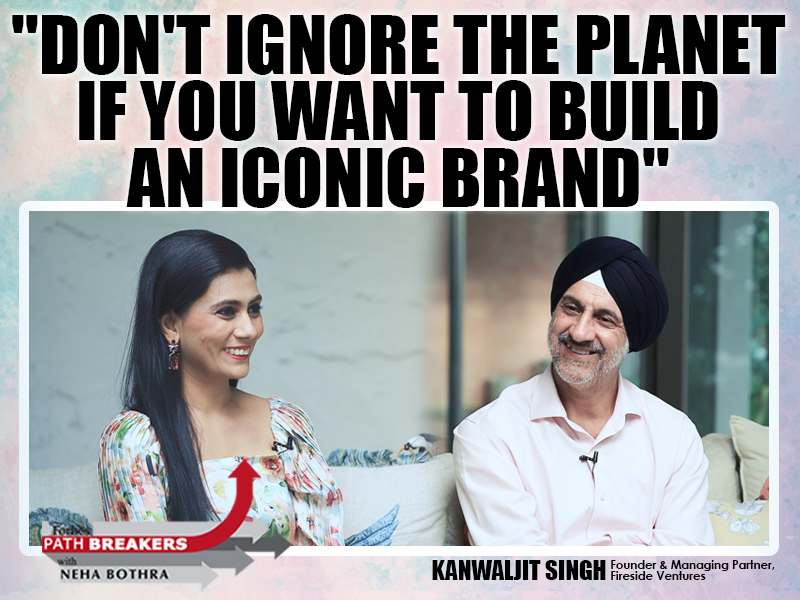 "DON'T IGNORE THE PLANET
IF YOU WANT TO BUILD
AN ICONIC BRAND"
Forbes
PATH BREAKERS
with
NEHA BOTHRA
KANWALJIT SINGH Founder & Managing Partner,
Fireside Ventures